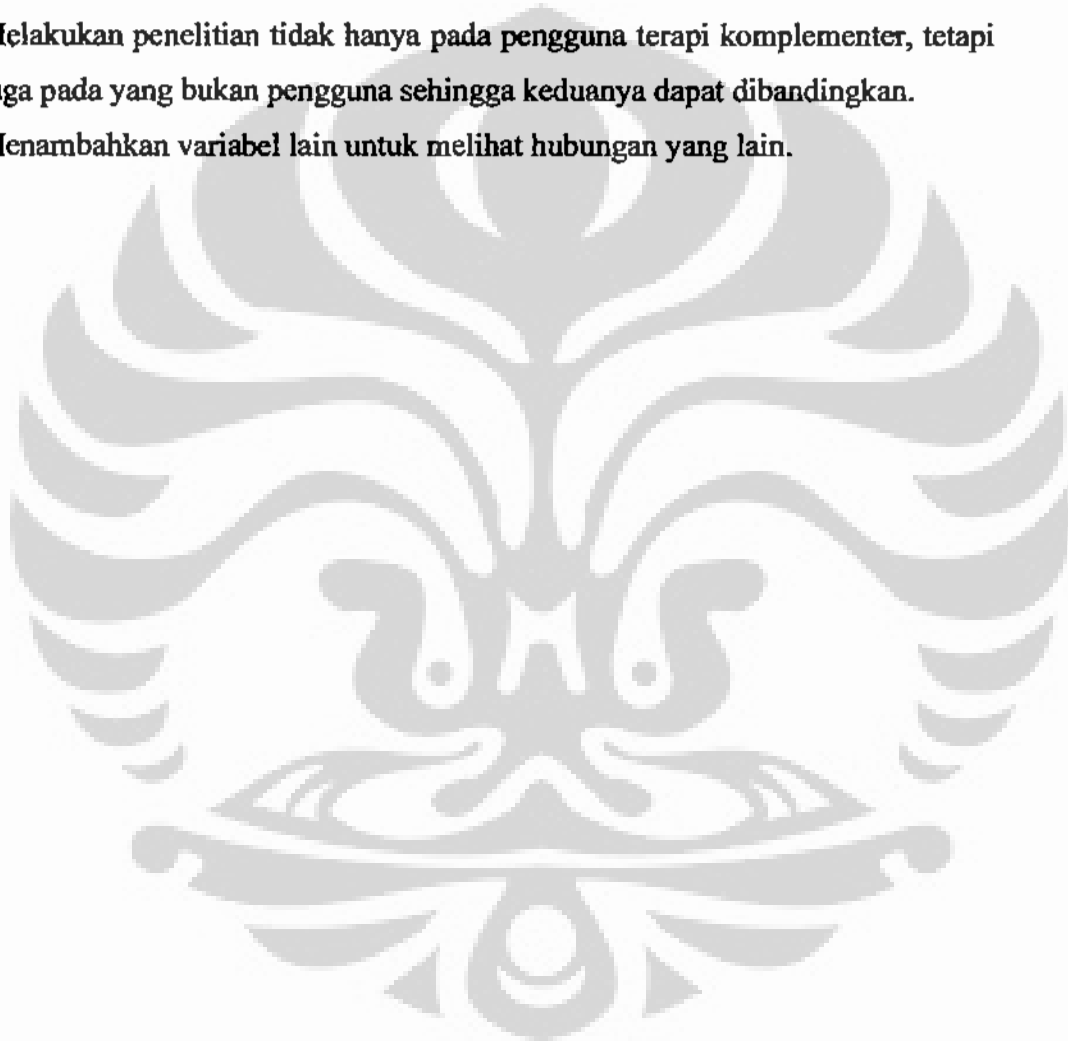 Melakukan penelitian tidak hanya pada pengguna terapi komplementer, tetapi
juga pada yang bukan pengguna sehingga keduanya dapat dibandingkan.
Menambahkan variabel lain untuk melihat hubungan yang lain.